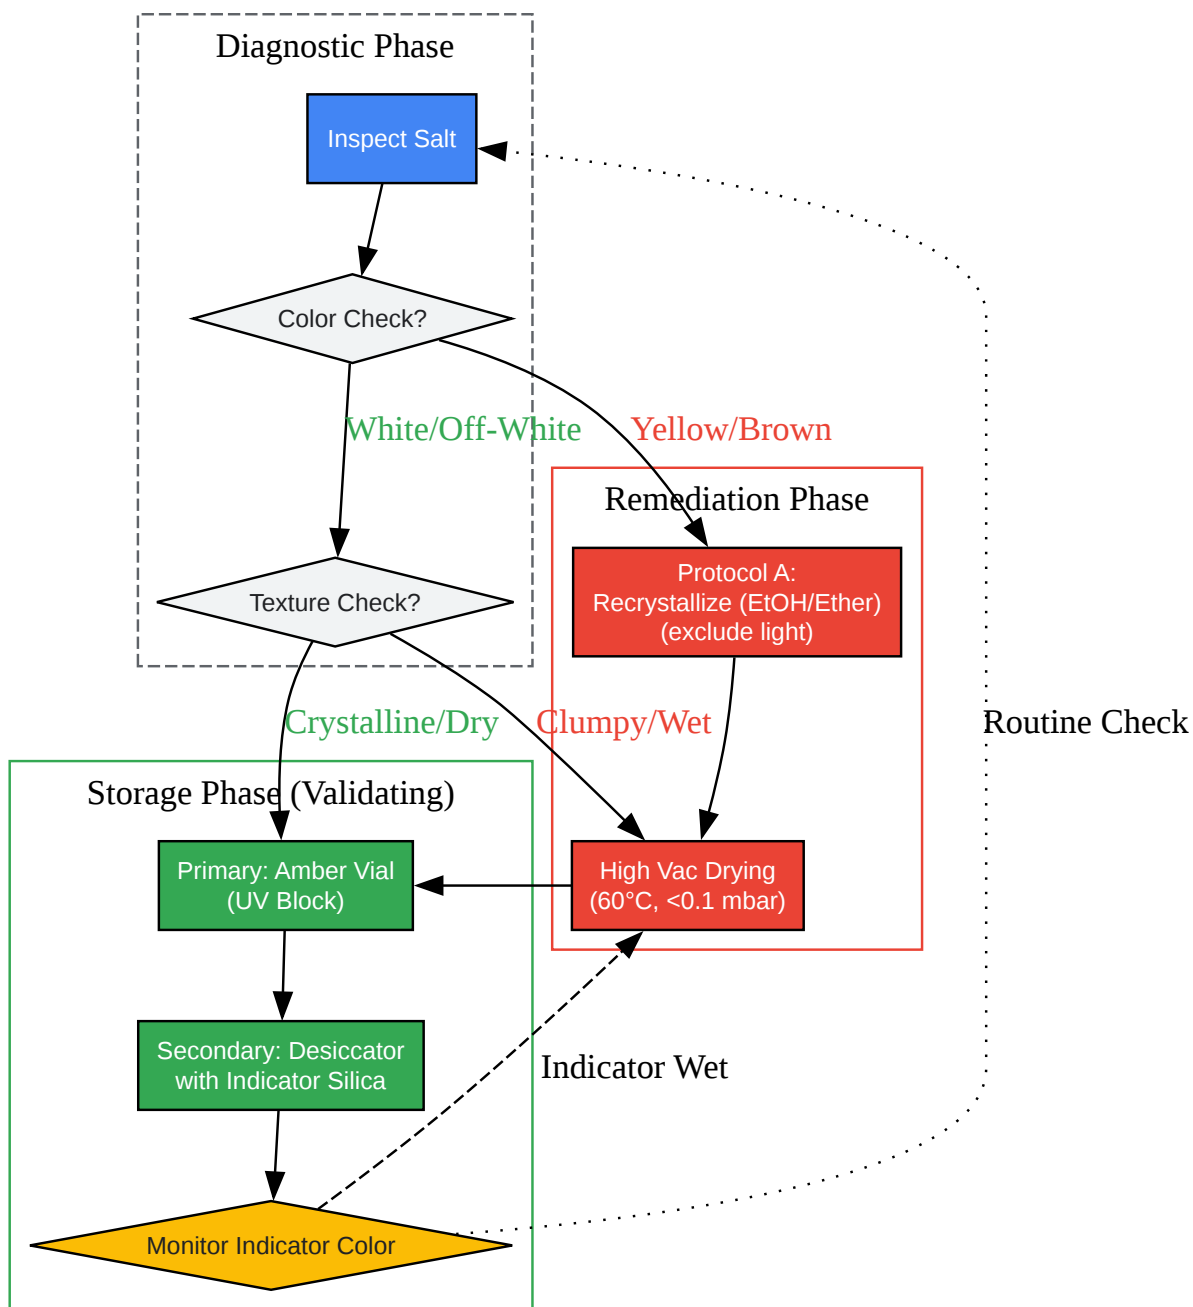 Diagnostic Phase
Inspect Salt
Color Check?
White/Off-White
Yellow/Brown
Remediation Phase
Protocol A:
Recrystallize (EtOH/Ether)
(exclude light)
Texture Check?
Crystalline/Dry
Clumpy/Wet
Routine Check
Storage Phase (Validating)
Primary: Amber Vial
(UV Block)
High Vac Drying
(60°C, <0.1 mbar)
Secondary: Desiccator
with Indicator Silica
Indicator Wet
Monitor Indicator Color